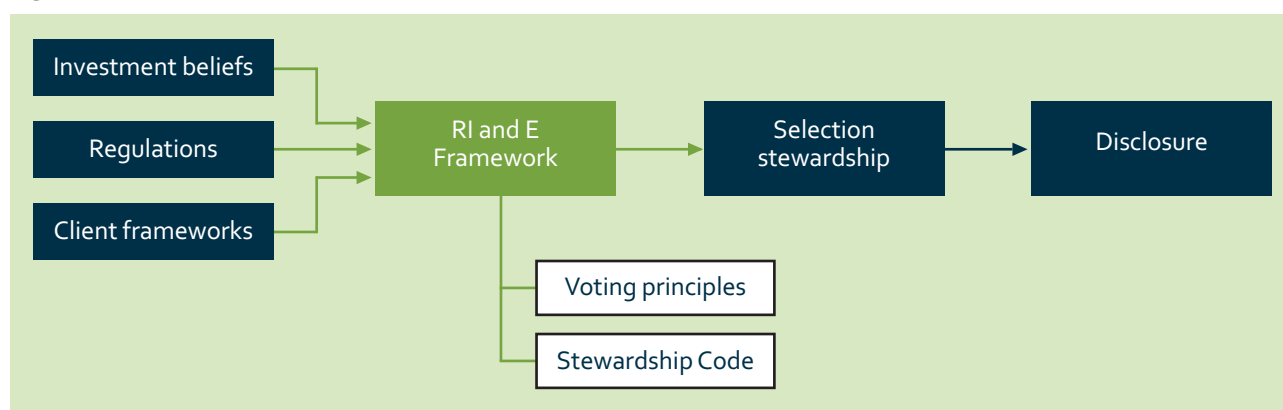 Investment beliefs
Regulations
Client frameworks
RI and E
Framework
Selection
stewardship
Disclosure
Voting principles
Stewardship Code